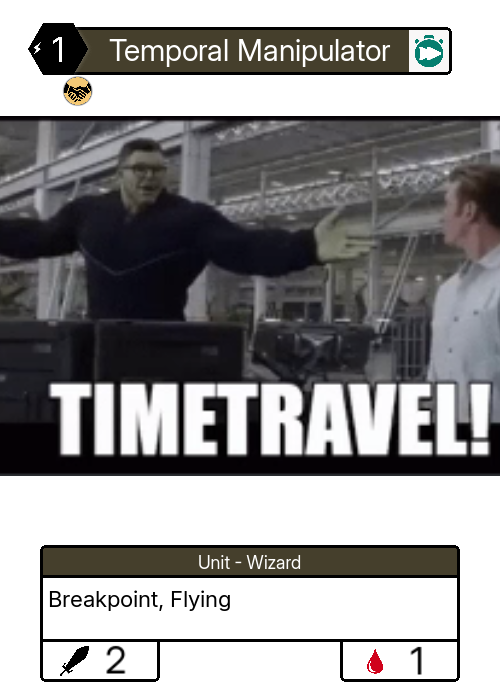 1 Temporal Manipulator
TIMETRAVEL!
Unit - Wizard
Breakpoint, Flying
2 1